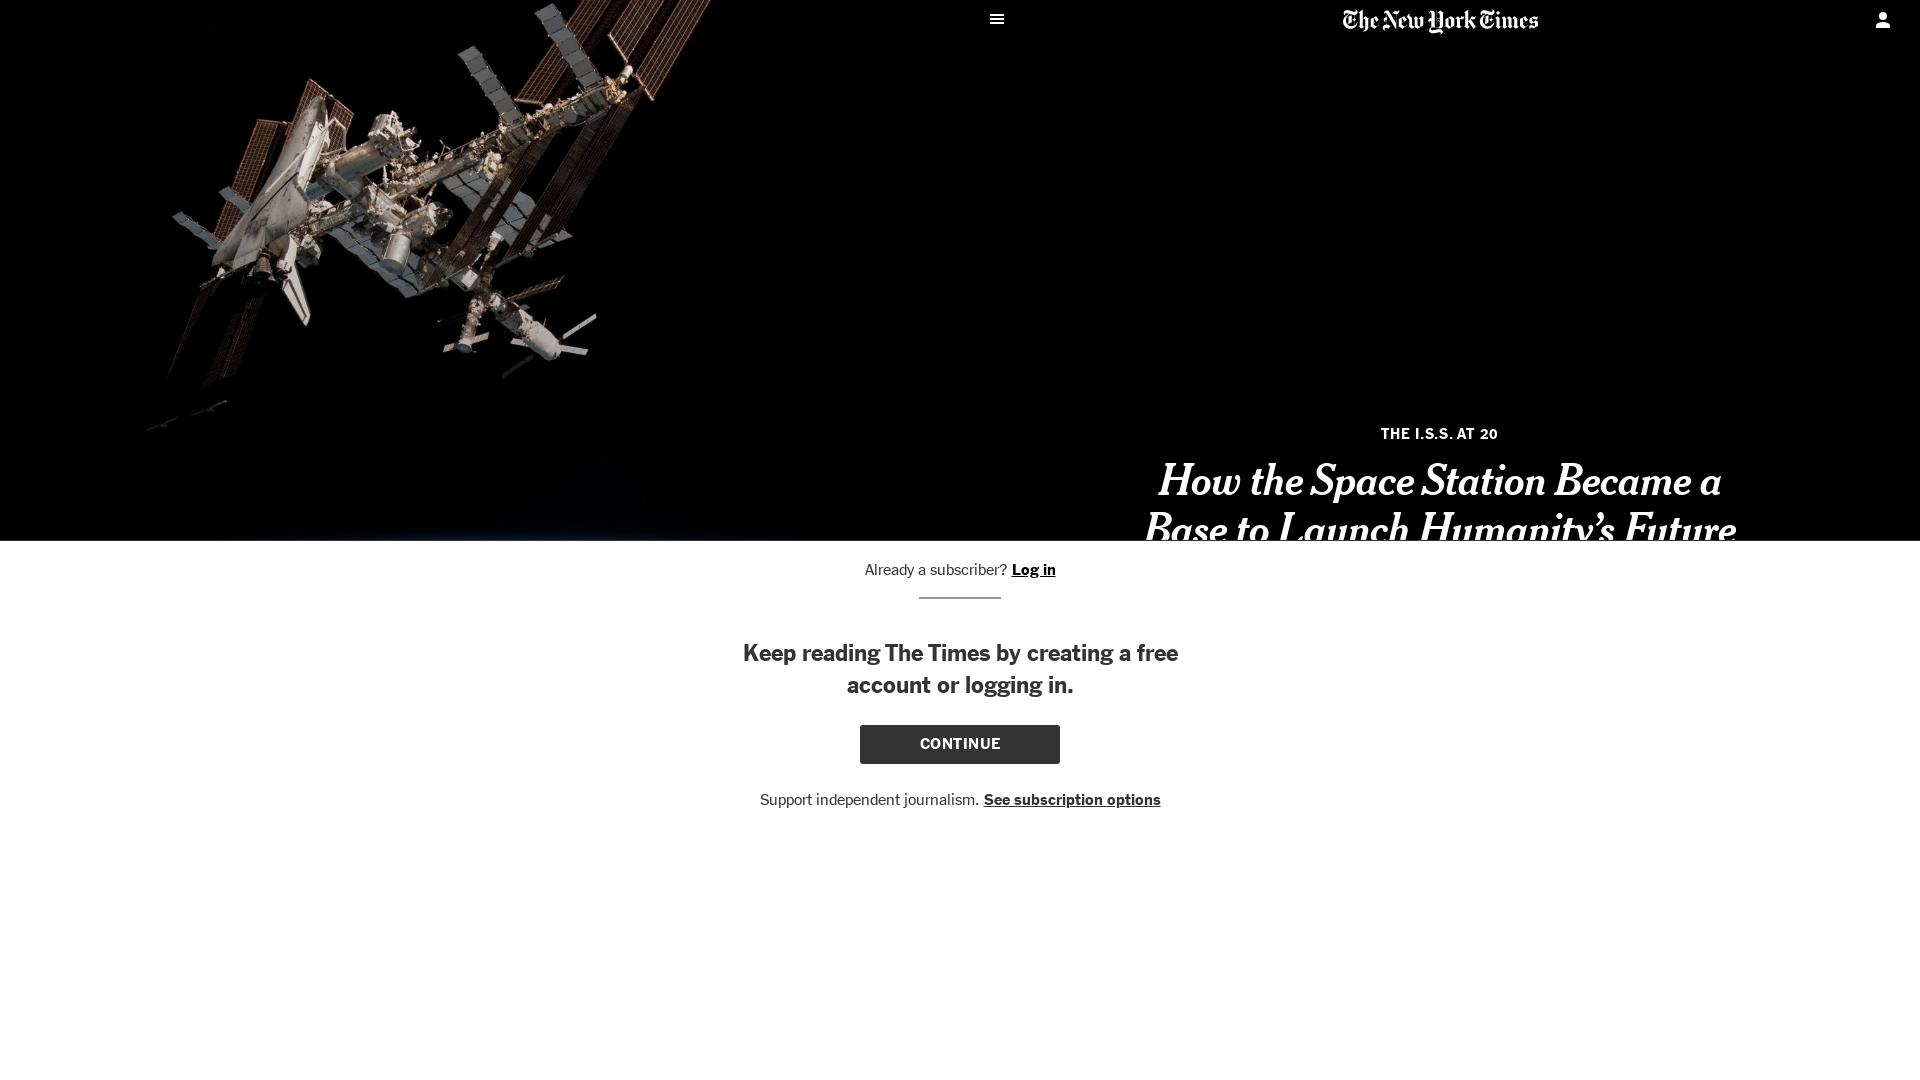 The New York Times
THE I.S.S. AT 20
How the Space Station Became a
Base to Launch Humanity’s Future
Already a subscriber? Log in
Keep reading The Times by creating a free
account or logging in.
CONTINUE
Support independent journalism. See subscription options